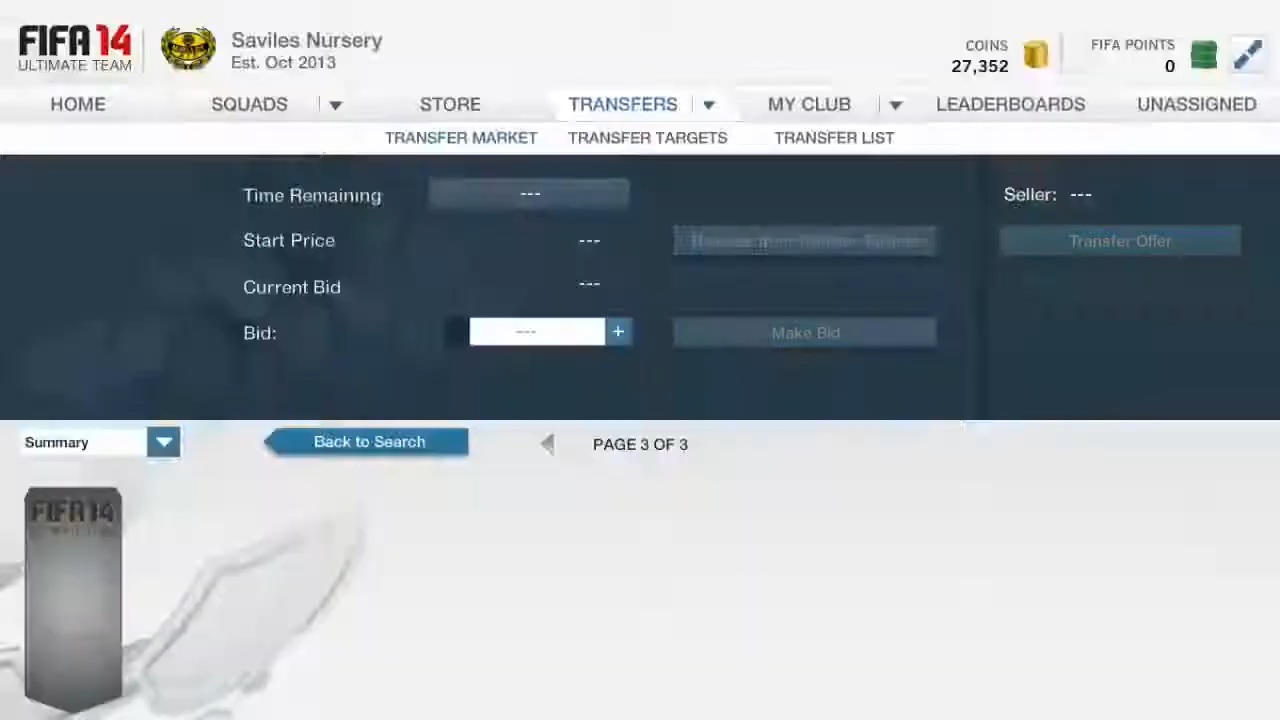 FIFA 14
ULTIMATE TEAM
Saviles Nursery
Est. Oct 2013
COINS
27,352
FIFA POINTS
0
HOME
SQUADS
STORE
TRANSFERS
MY CLUB
LEADERBOARDS
UNASSIGNED
TRANSFER MARKET
TRANSFER TARGETS
TRANSFER LIST
Time Remaining
---
Seller: ---
Start Price
---
Transfer Offer
Current Bid
---
Bid:
---
+
Make Bid
Summary
Back to Search
PAGE 3 OF 3
FIFA 14